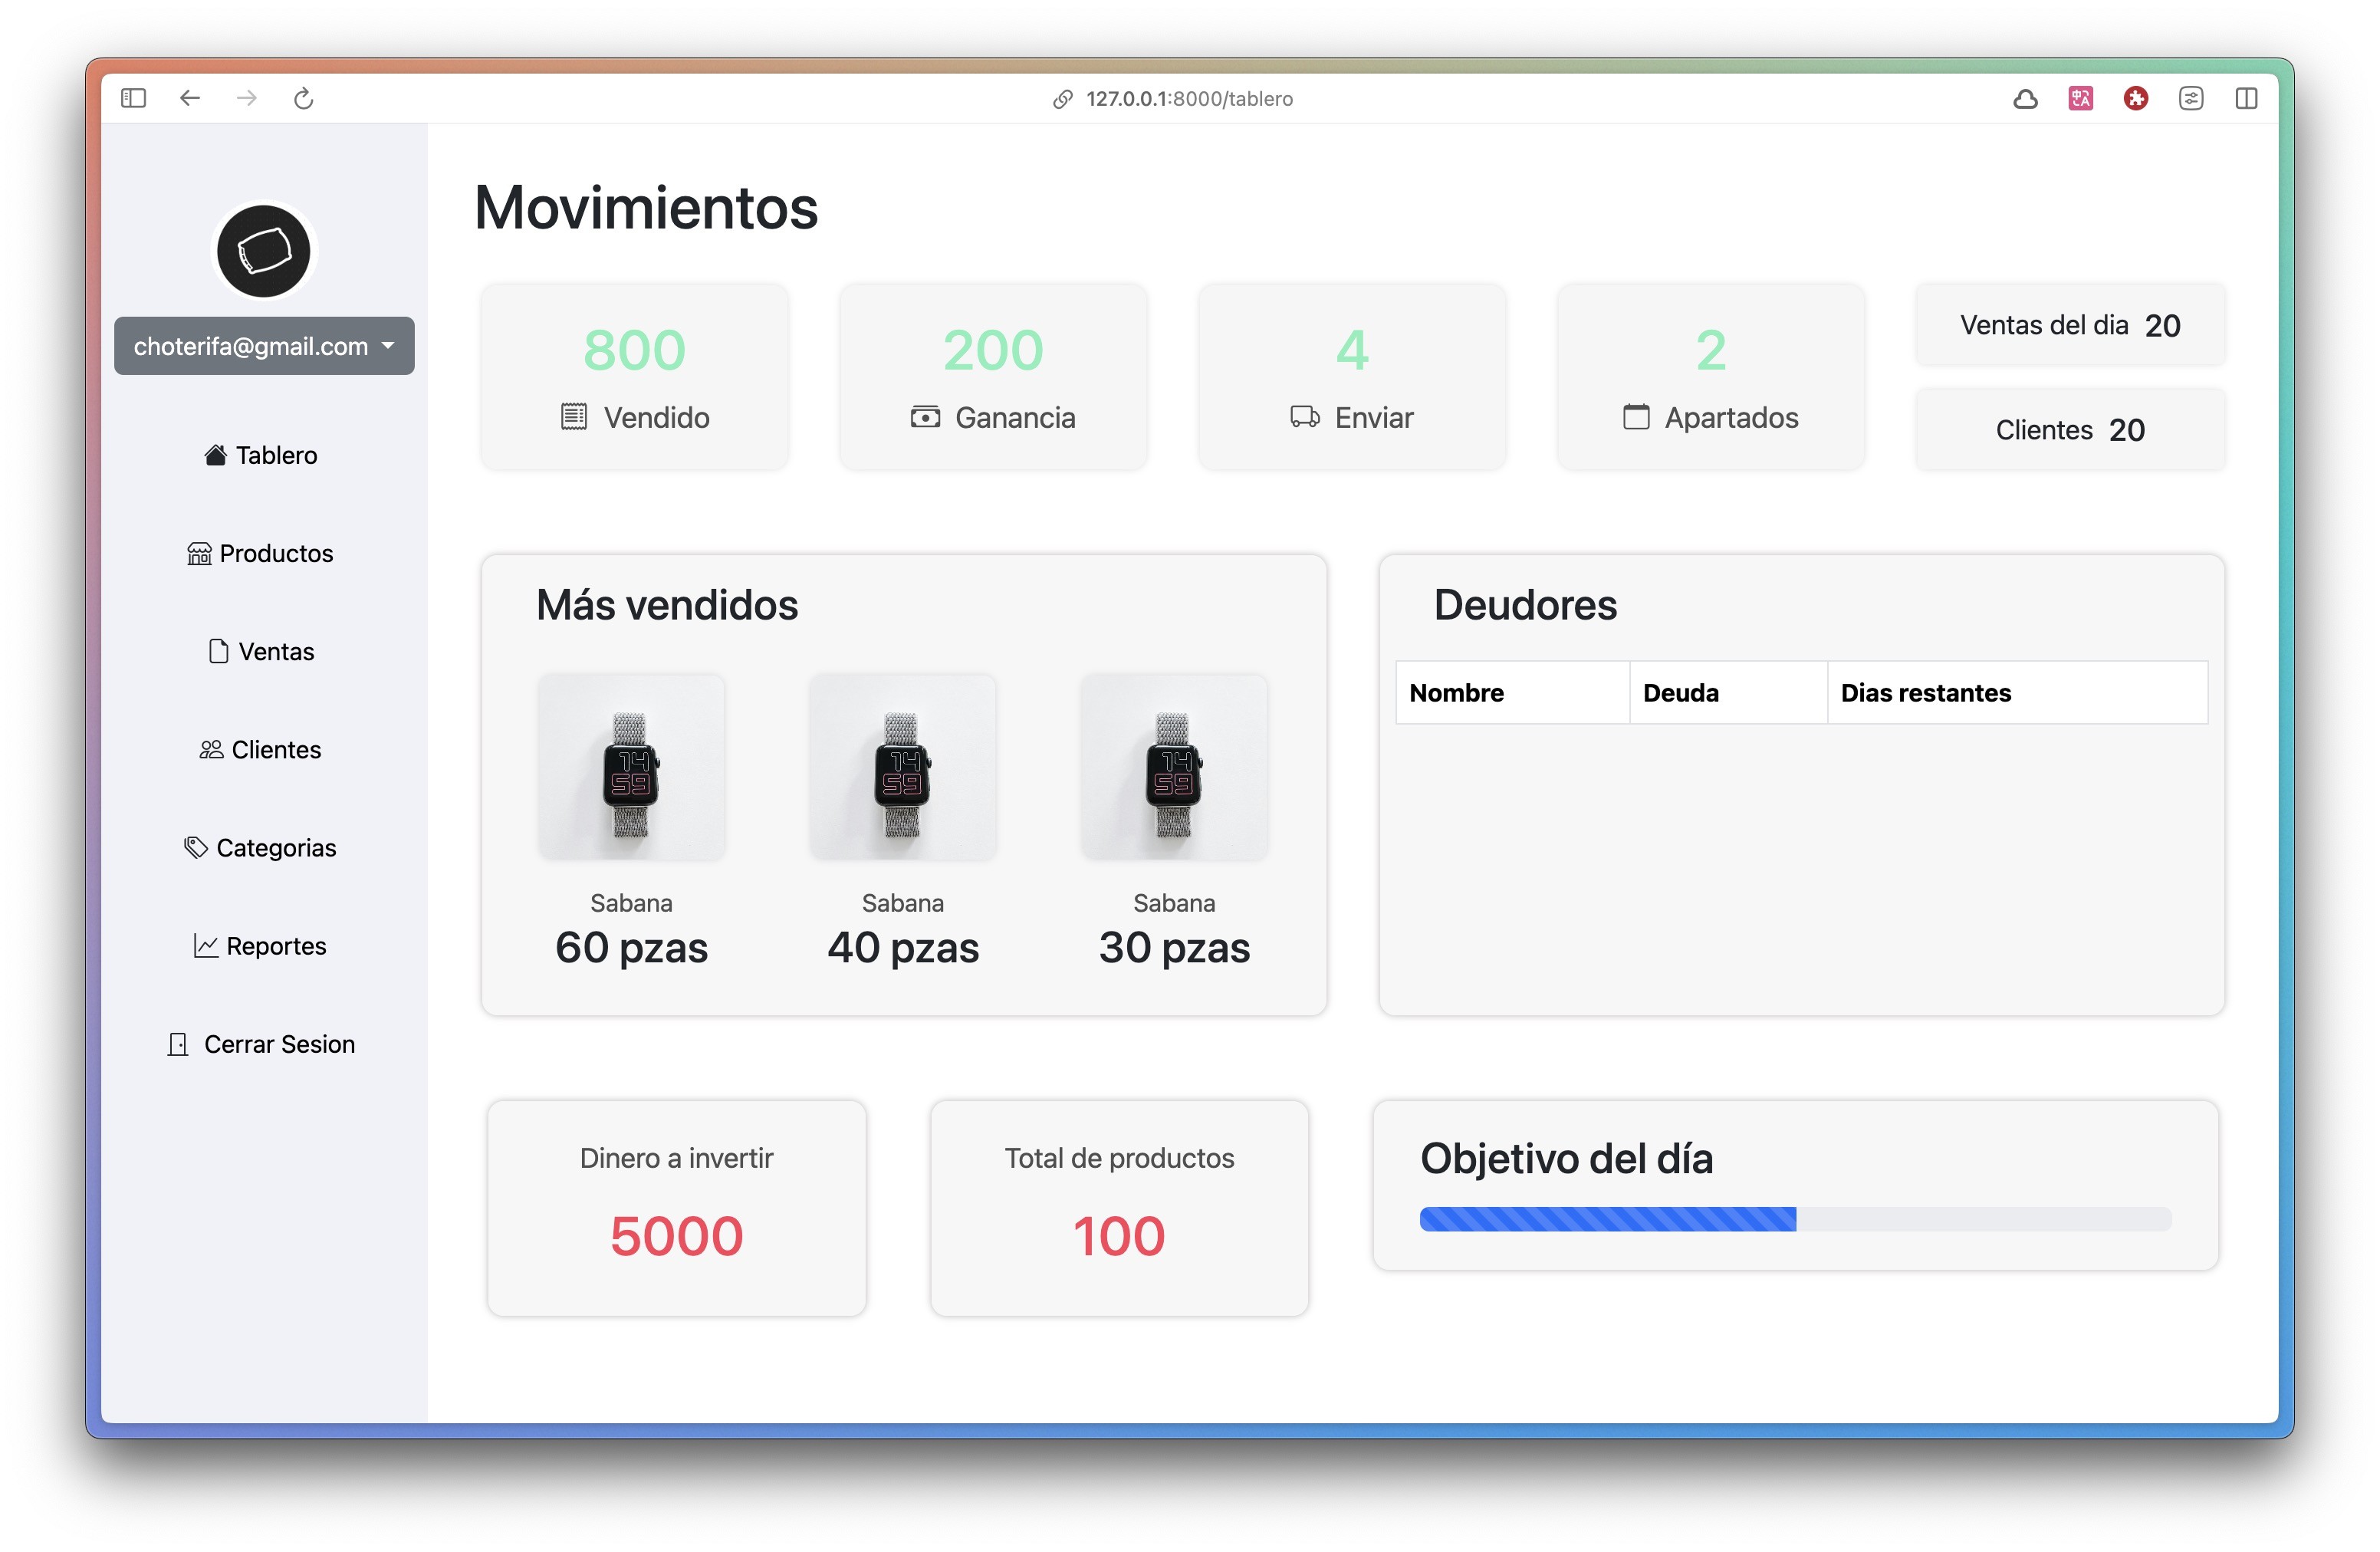 127.0.0.1:8000/tablero
choterifa@gmail.com
Tablero
Productos
Ventas
Clientes
Categorias
Reportes
Cerrar Sesion
Movimientos
800
Vendido
200
Ganancia
4
Enviar
2
Apartados
Ventas del dia 20
Clientes 20
Más vendidos
14
59
Sabana
60 pzas
14
59
Sabana
40 pzas
14
59
Sabana
30 pzas
Deudores
Nombre Deuda Dias restantes
Dinero a invertir
5000
Total de productos
100
Objetivo del día